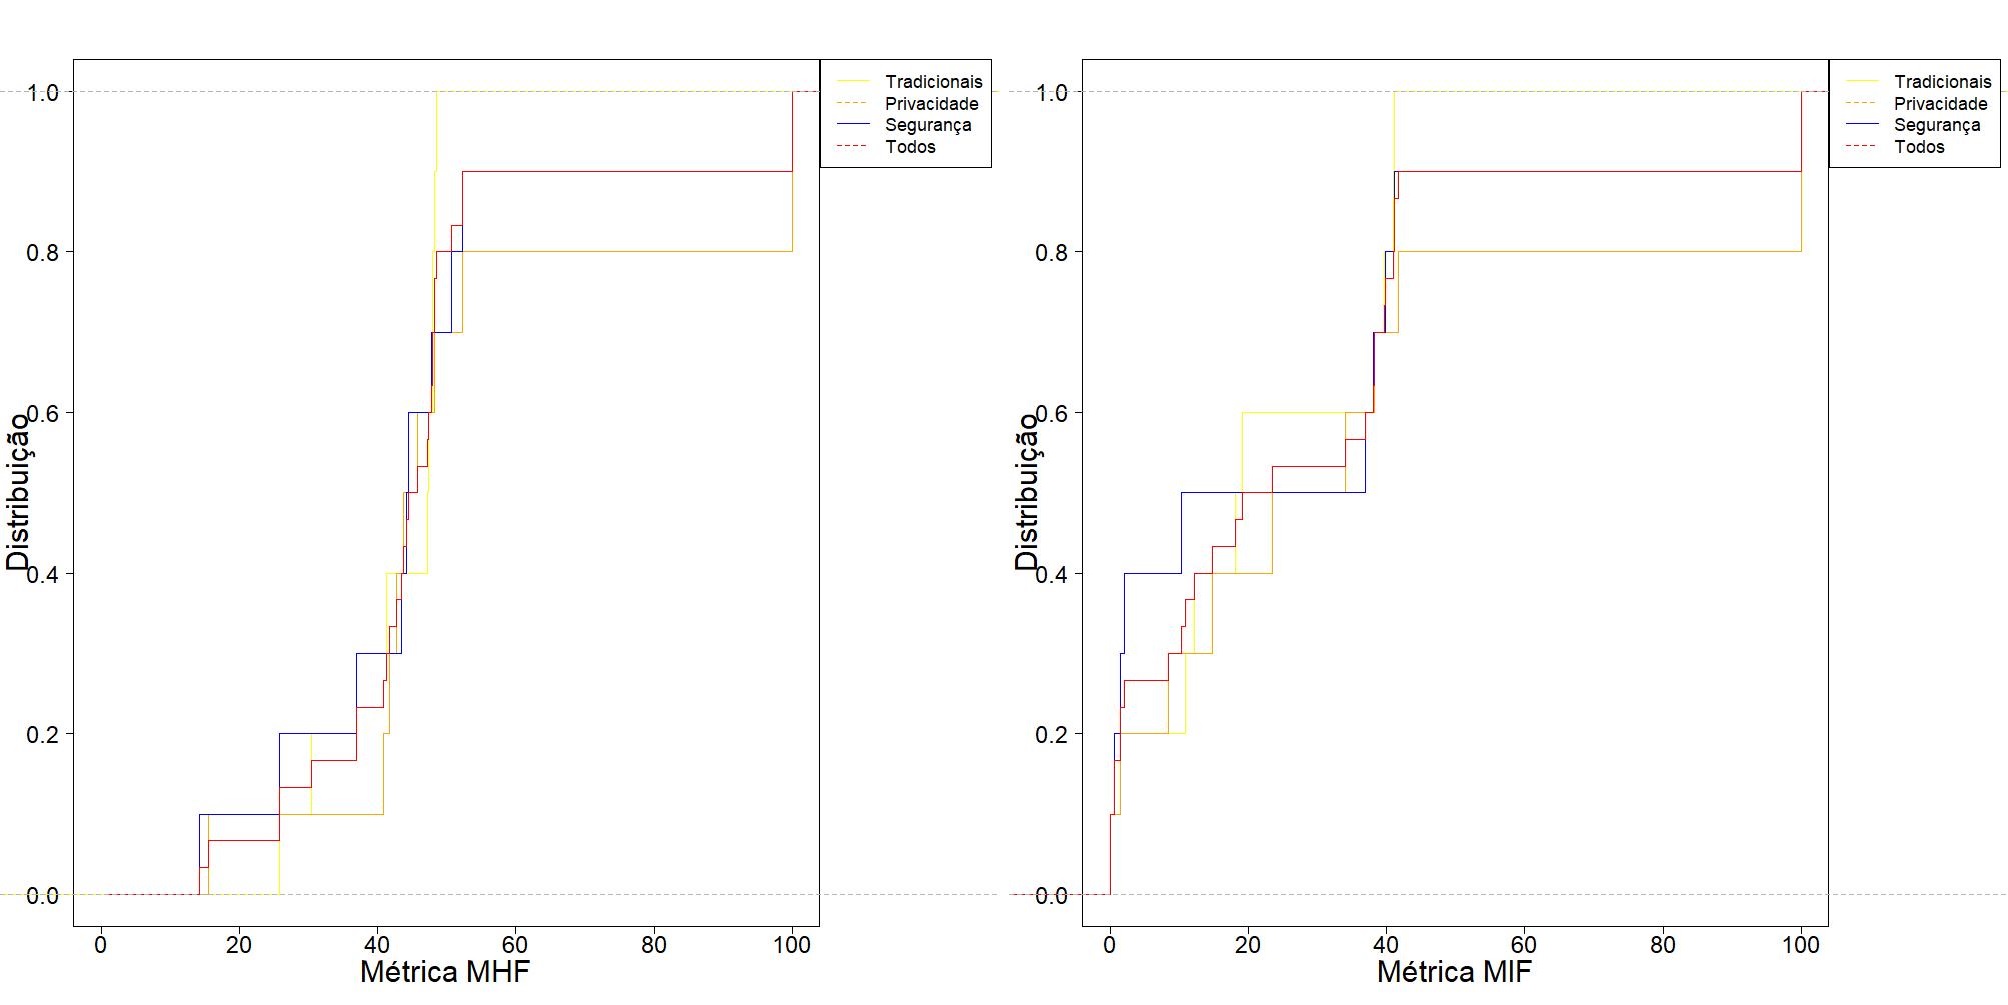 Tradicionais
Privacidade
Segurança
Todos
1.0
0.8
0.6
0.4
0.2
0.0
Distribuição
0 20 40 60 80 100
Métrica MHF
Tradicionais
Privacidade
Segurança
Todos
1.0
0.8
0.6
0.4
0.2
0.0
Distribuição
0 20 40 60 80 100
Métrica MIF